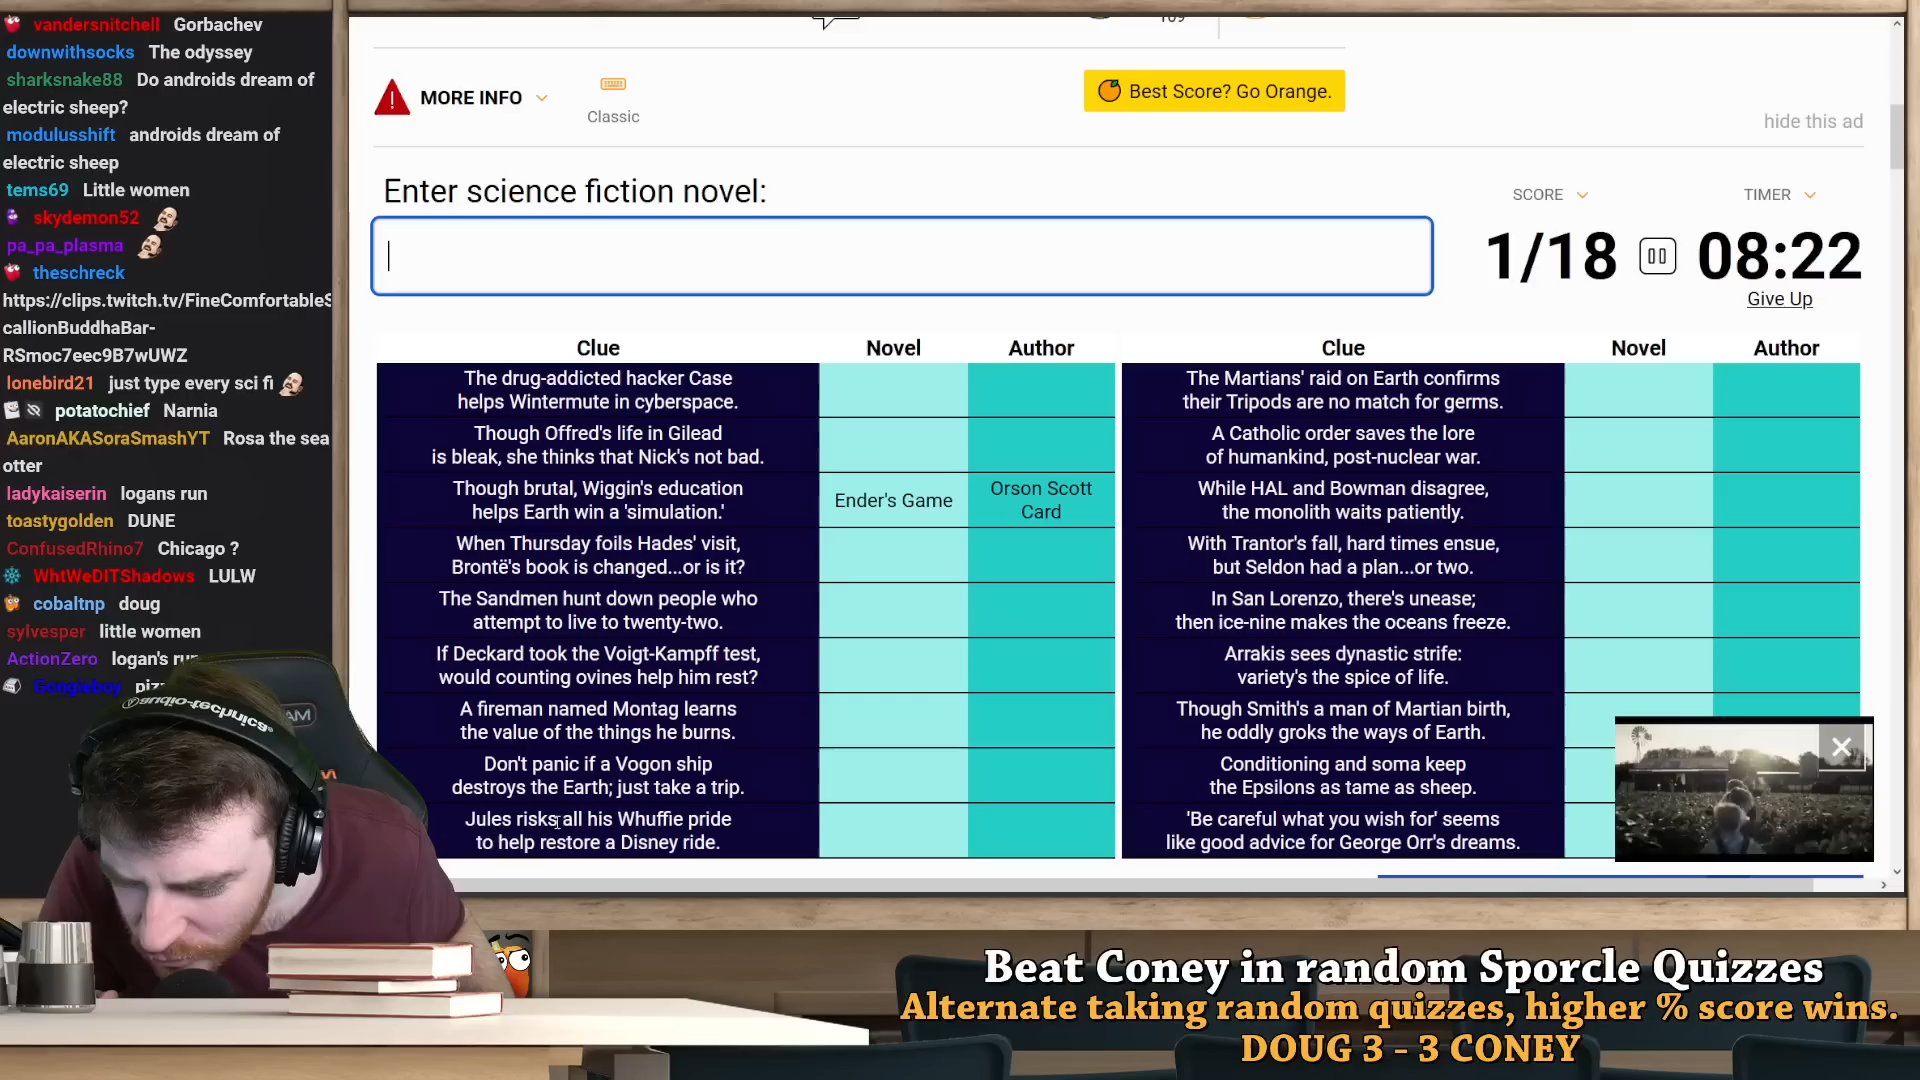 vandersnitchell Gorbachev
downwithsocks The odyssey
sharksnake88 Do androids dream of
electric sheep?
modulusshift androids dream of
electric sheep
tems69 Little women
skydemon52
pa_pa_plasma
theschreck
https://clips.twitch.tv/FineComfortableS
callionBuddhaBar-
RSmoc7eec9B7wUWZ
lonebird21 just type every sci fi
potatochief Narnia
AaronAKASoraSmashYT Rosa the sea
otter
ladykaiserin logans run
toastygolden DUNE
ConfusedRhino7 Chicago ?
WhtWeDITShadows LULW
cobaltnp doug
sylvesper little women
ActionZero logan's run
Gongleboy
audio-technica
109
MORE INFO
Classic
Best Score? Go Orange.
hide this ad
Enter science fiction novel:
SCORE
TIMER
1/18
08:22
Give Up
Clue Novel Author
The drug-addicted hacker Case
helps Wintermute in cyberspace.
Though Offred's life in Gilead
is bleak, she thinks that Nick's not bad.
Though brutal, Wiggin's education
helps Earth win a 'simulation.'
Ender's Game
Orson Scott
Card
When Thursday foils Hades' visit,
Brontë's book is changed...or is it?
The Sandmen hunt down people who
attempt to live to twenty-two.
If Deckard took the Voigt-Kampff test,
would counting ovines help him rest?
A fireman named Montag learns
the value of the things he burns.
Don't panic if a Vogon ship
destroys the Earth; just take a trip.
Jules risks all his Whuffie pride
to help restore a Disney ride.
Clue Novel Author
The Martians' raid on Earth confirms
their Tripods are no match for germs.
A Catholic order saves the lore
of humankind, post-nuclear war.
While HAL and Bowman disagree,
the monolith waits patiently.
With Trantor's fall, hard times ensue,
but Seldon had a plan...or two.
In San Lorenzo, there's unease;
then ice-nine makes the oceans freeze.
Arrakis sees dynastic strife:
variety's the spice of life.
Though Smith's a man of Martian birth,
he oddly groks the ways of Earth.
Conditioning and soma keep
the Epsilons as tame as sheep.
'Be careful what you wish for' seems
like good advice for George Orr's dreams.
Beat Coney in random Sporcle Quizzes
Alternate taking random quizzes, higher % score wins.
DOUG 3 - 3 CONEY